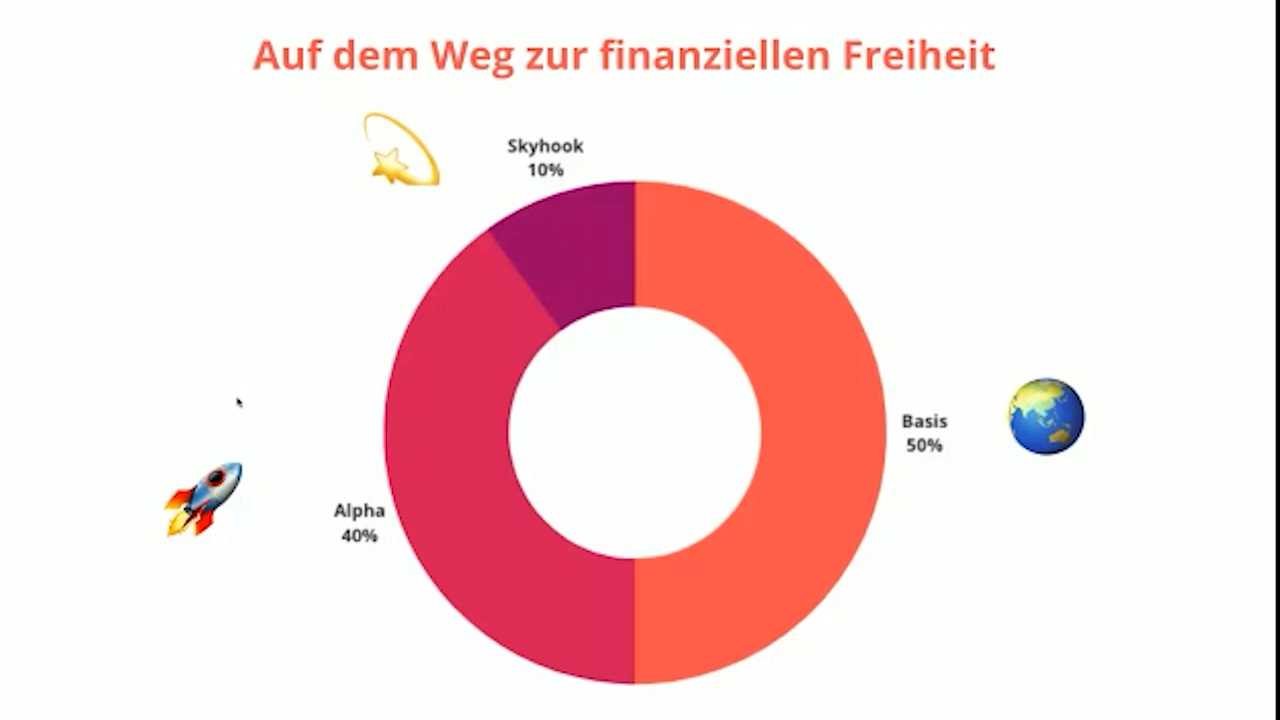 Auf dem Weg zur finanziellen Freiheit
Skyhook
10%
Basis
50%
Alpha
40%